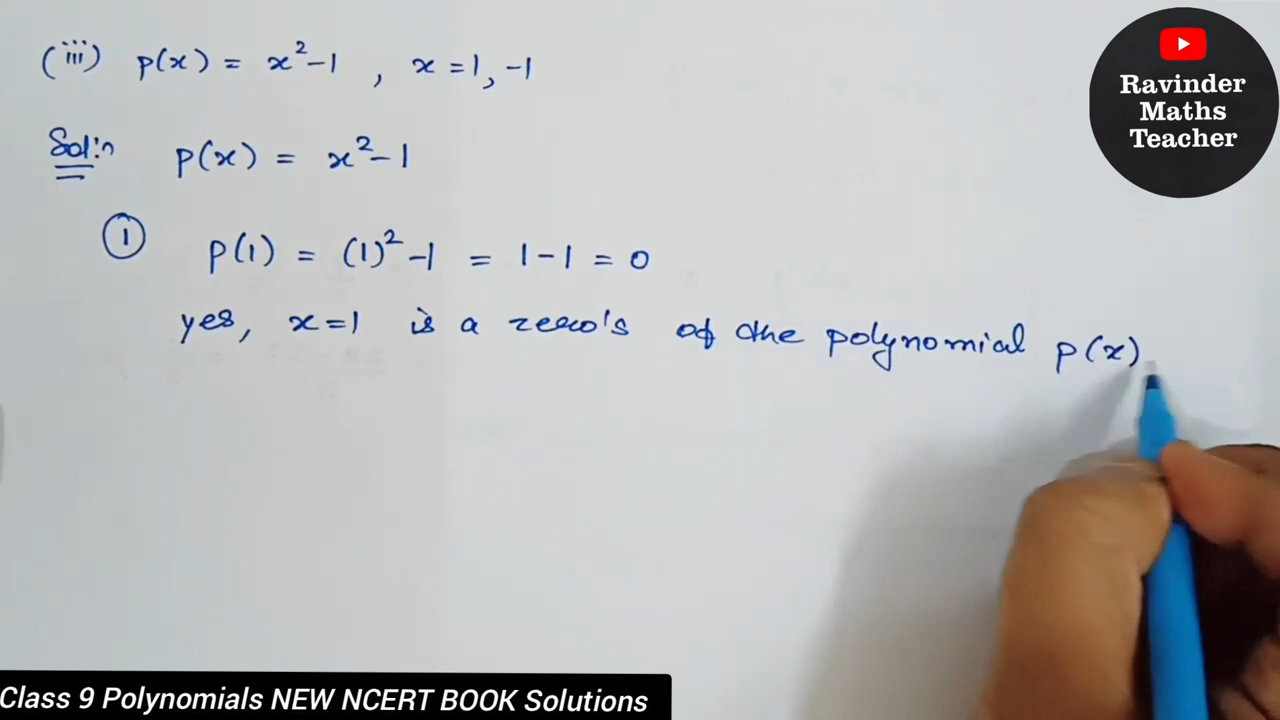 (iii) p(x) = x²-1 , x = 1, -1
Sol:n p(x) = x²-1
① p(1) = (1)²-1 = 1-1 = 0
yes, x=1 is a zero's of the polynomial p(x)
Ravinder
Maths
Teacher
Class 9 Polynomials NEW NCERT BOOK Solutions